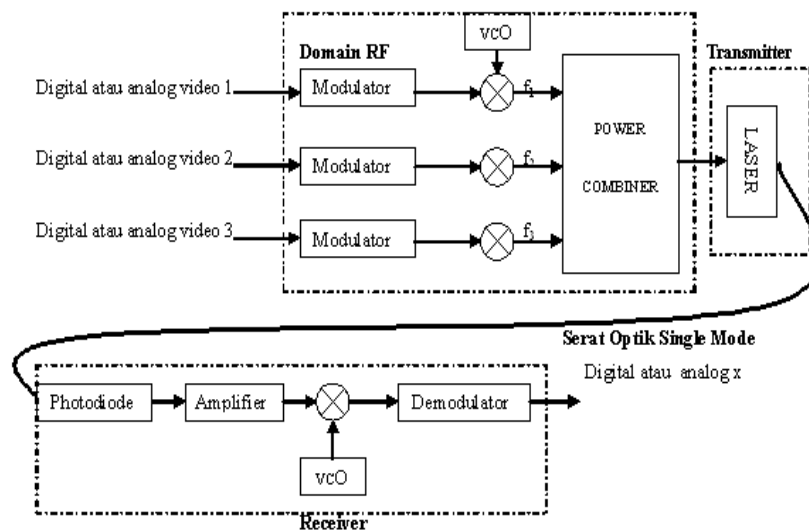 vcO
Domain RF
Transmitter
Digital atau analog video 1
Modulator
f₁
Digital atau analog video 2
Modulator
f₂
POWER
COMBINER
LASER
Digital atau analog video 3
Modulator
f₃
Serat Optik Single Mode
Digital atau analog x
Photodiode
Amplifier
Demodulator
vcO
Receiver